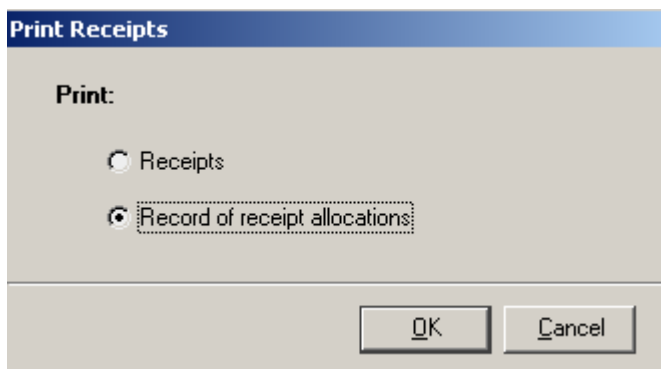 Print Receipts
Print:
Receipts
Record of receipt allocations
OK Cancel